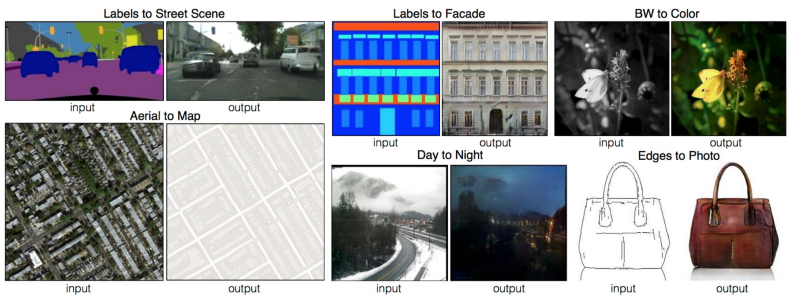 Labels to Street Scene
input
output
Labels to Facade
input
output
BW to Color
input
output
Aerial to Map
input
output
Day to Night
input
output
Edges to Photo
input
output